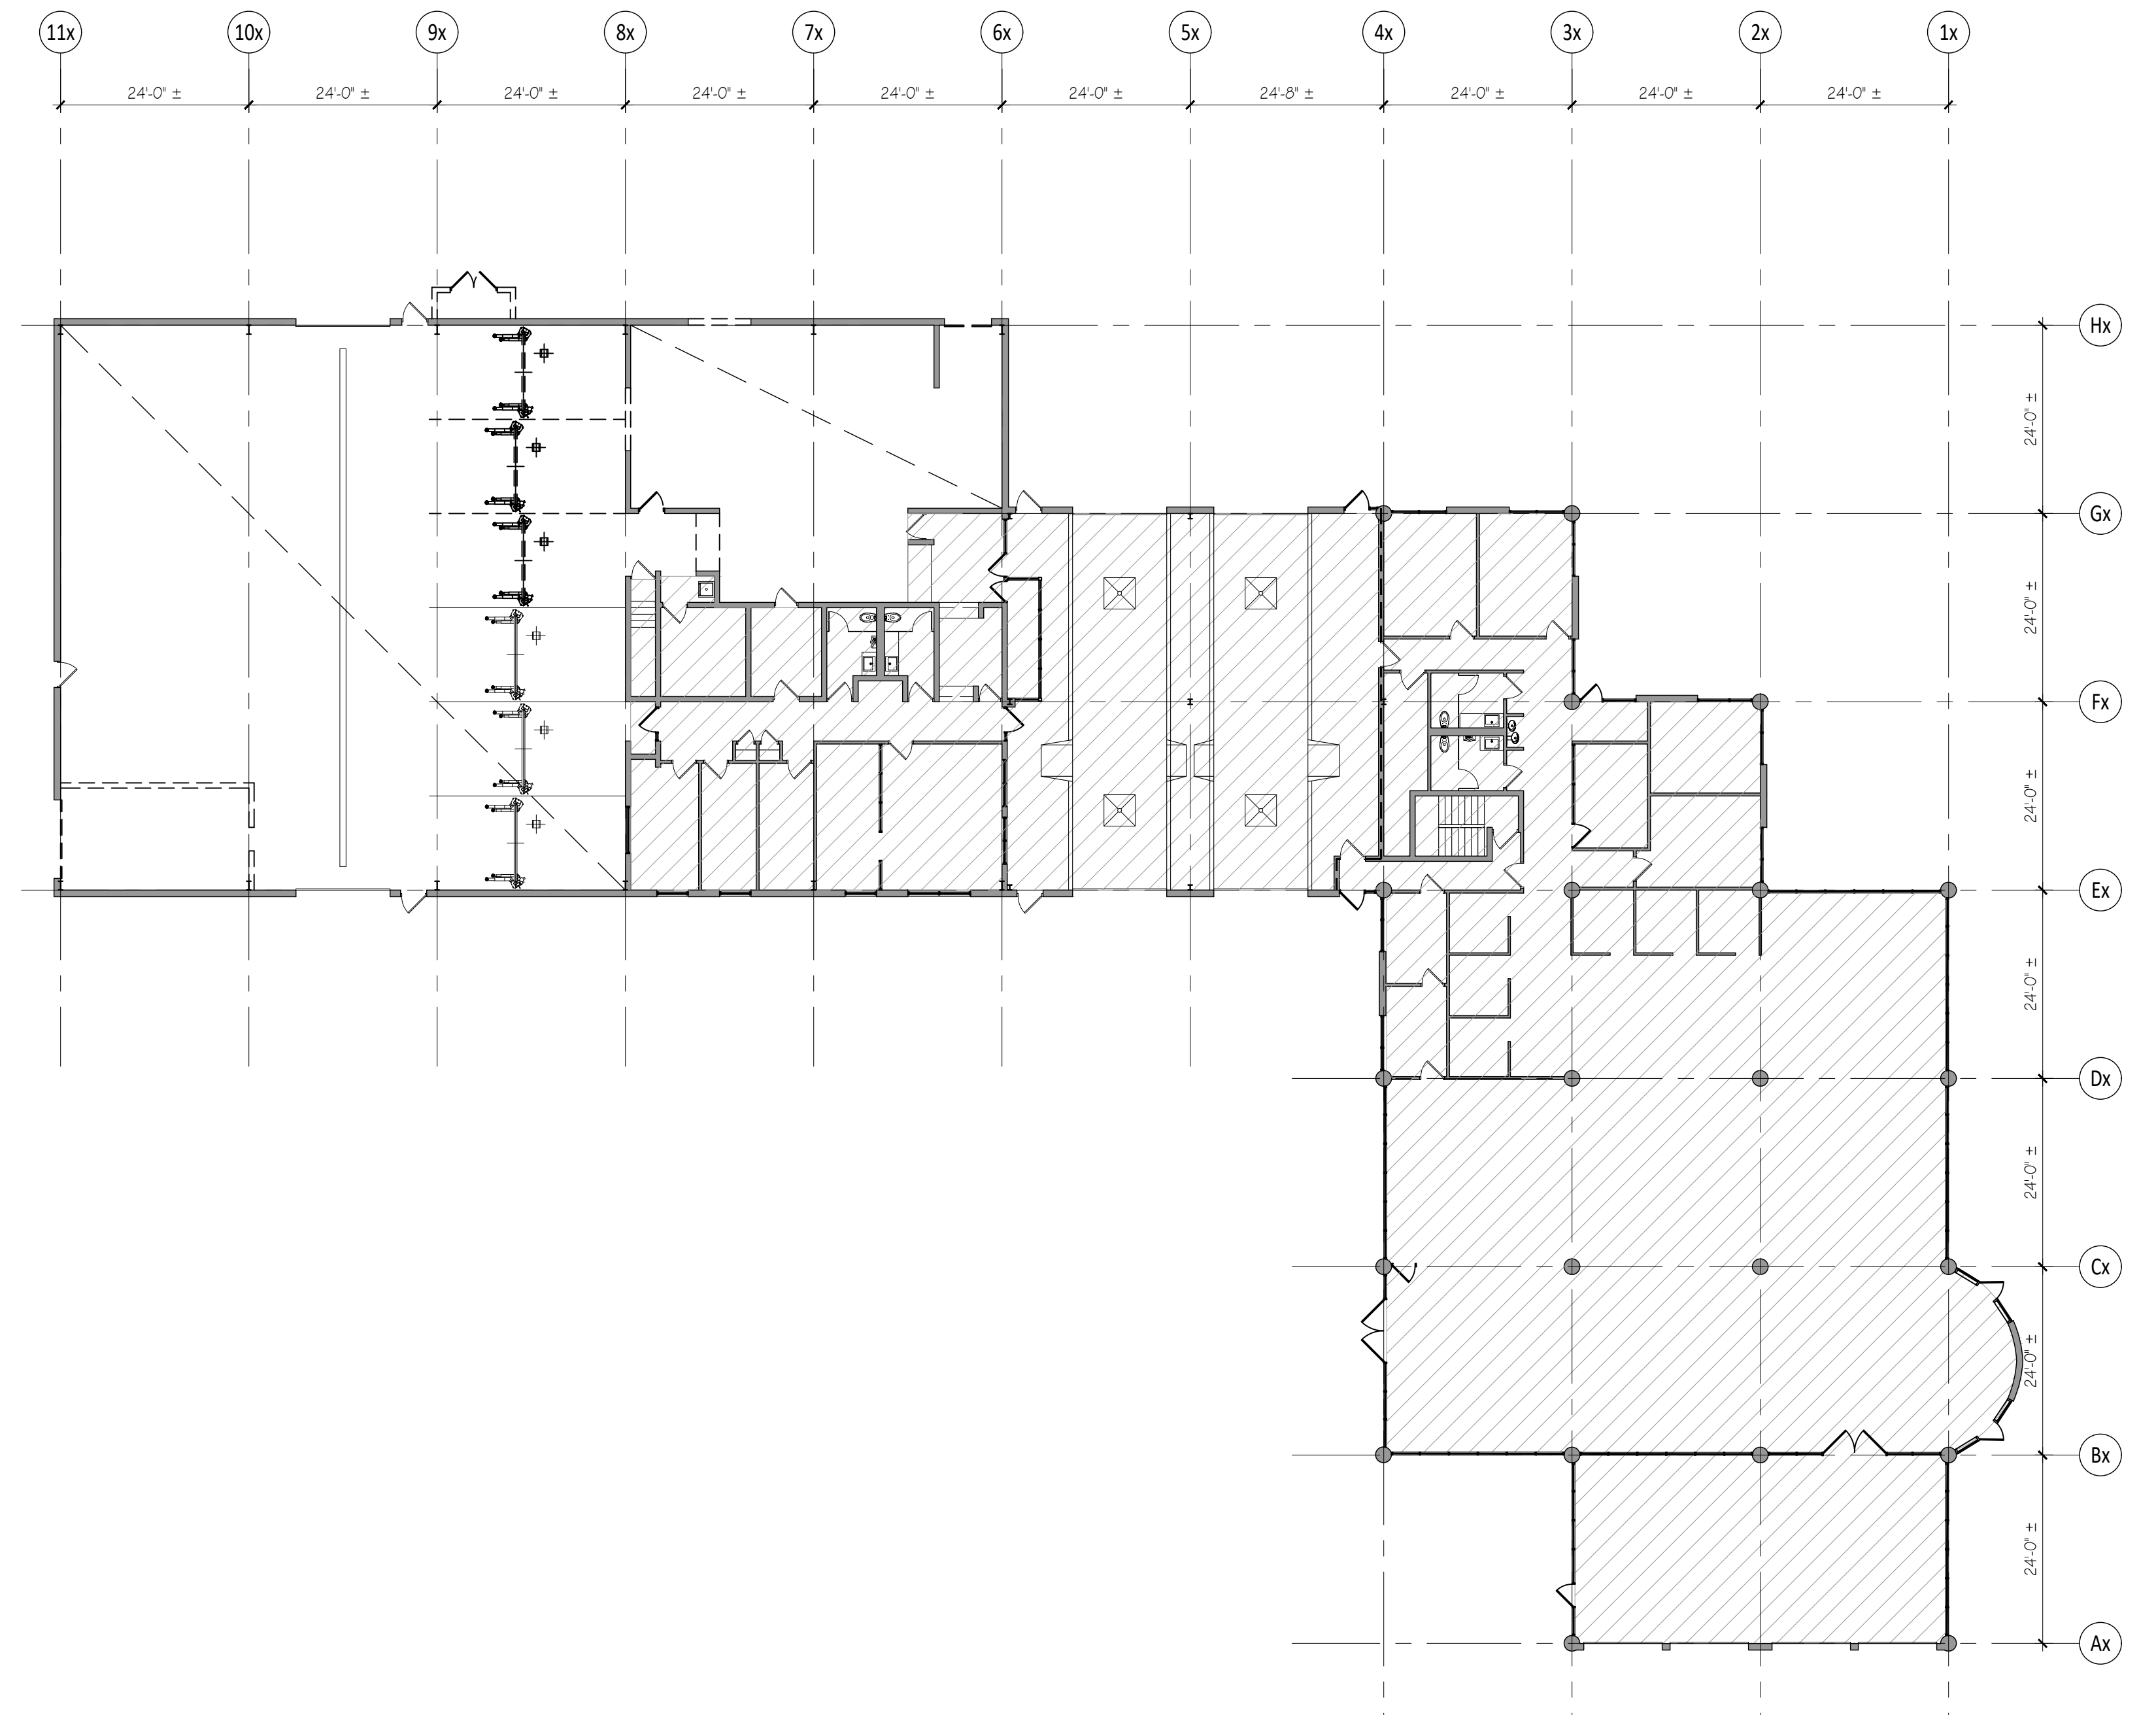 11x 10x 9x 8x 7x 6x 5x 4x 3x 2x 1x
24'-0" ± 24'-0" ± 24'-0" ± 24'-0" ± 24'-0" ± 24'-0" ± 24'-8" ± 24'-0" ± 24'-0" ± 24'-0" ±
Hx
24'-0" ±
Gx
24'-0" ±
Fx
24'-0" ±
Ex
24'-0" ±
Dx
24'-0" ±
Cx
24'-0" ±
Bx
24'-0" ±
Ax